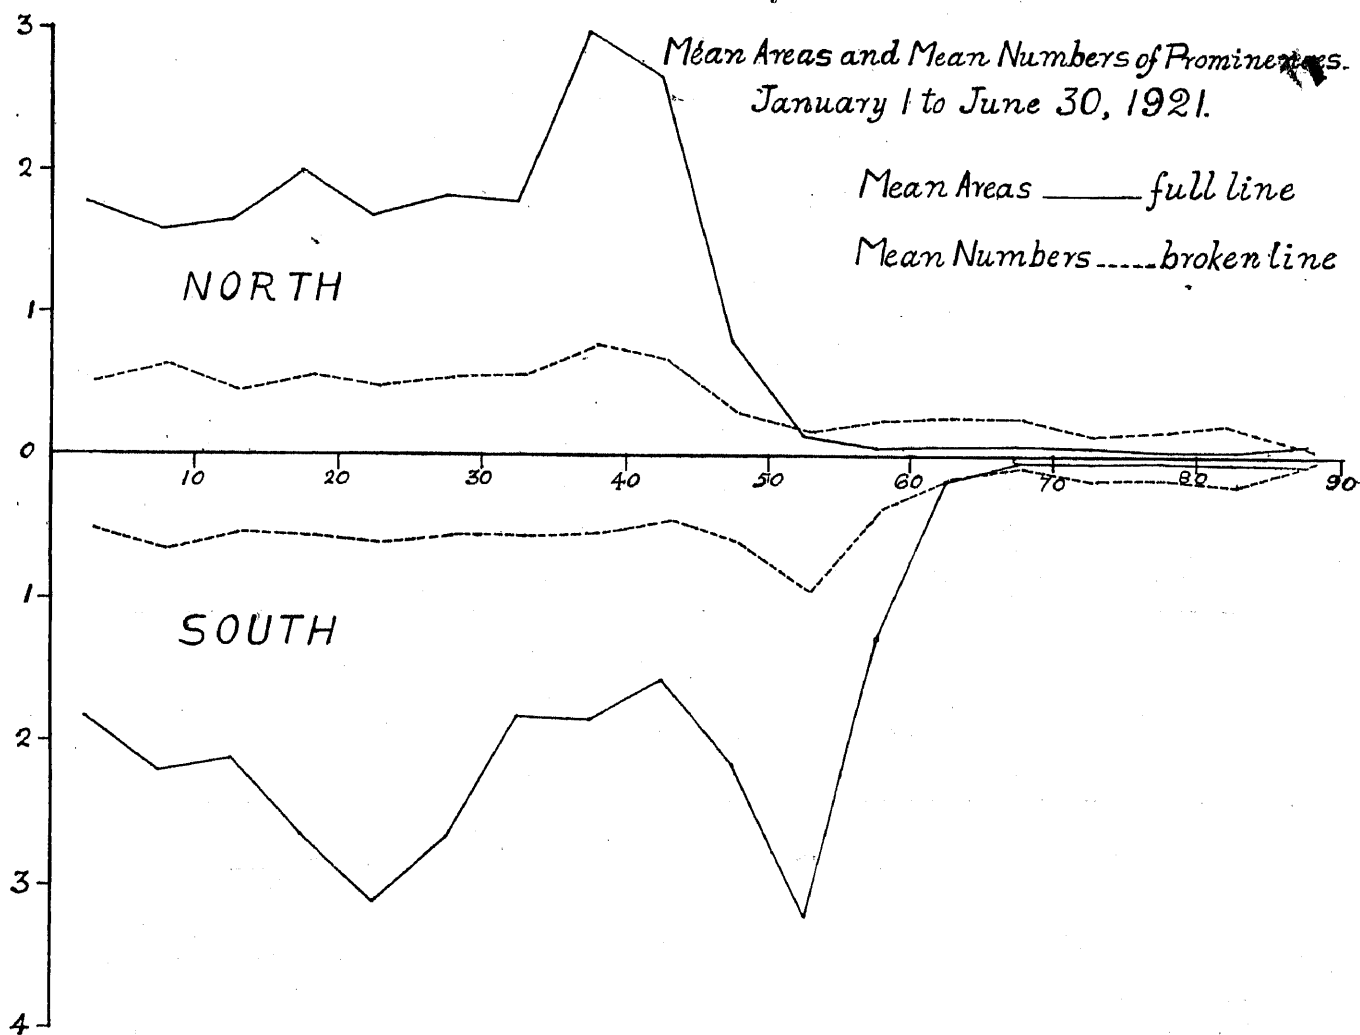 Mean Areas and Mean Numbers of Prominences.
January 1 to June 30, 1921.
Mean Areas ——— full line
Mean Numbers ----- broken line
NORTH
SOUTH
3
2
1
0
1
2
3
4
10 20 30 40 50 60 70 80 90